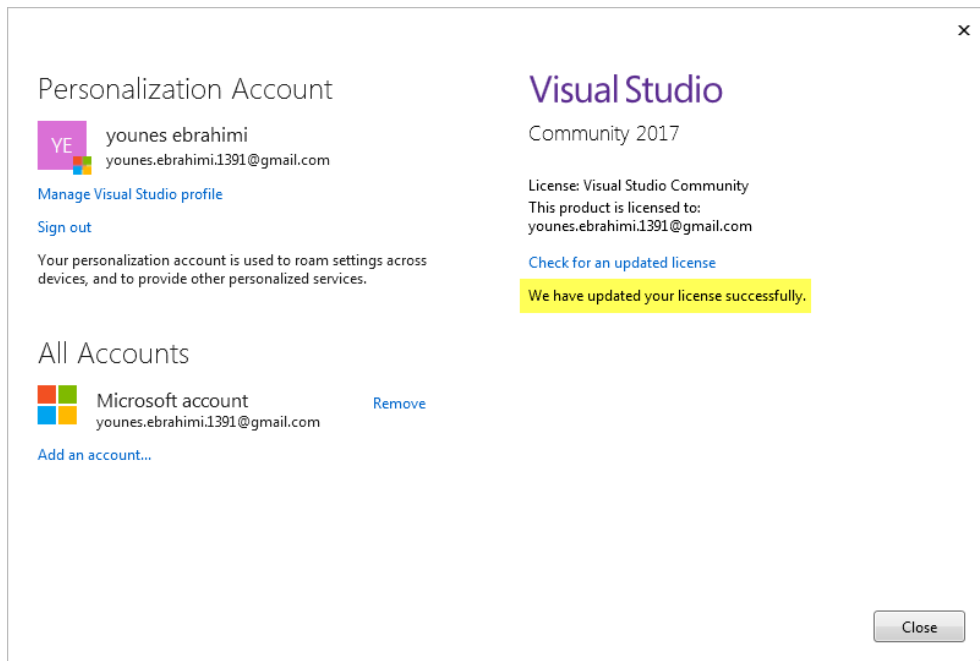 Personalization Account
YE
younes ebrahimi
younes.ebrahimi.1391@gmail.com
Manage Visual Studio profile
Sign out
Your personalization account is used to roam settings across
devices, and to provide other personalized services.
All Accounts
Microsoft account
younes.ebrahimi.1391@gmail.com
Remove
Add an account...
Visual Studio
Community 2017
License: Visual Studio Community
This product is licensed to:
younes.ebrahimi.1391@gmail.com
Check for an updated license
We have updated your license successfully.
Close